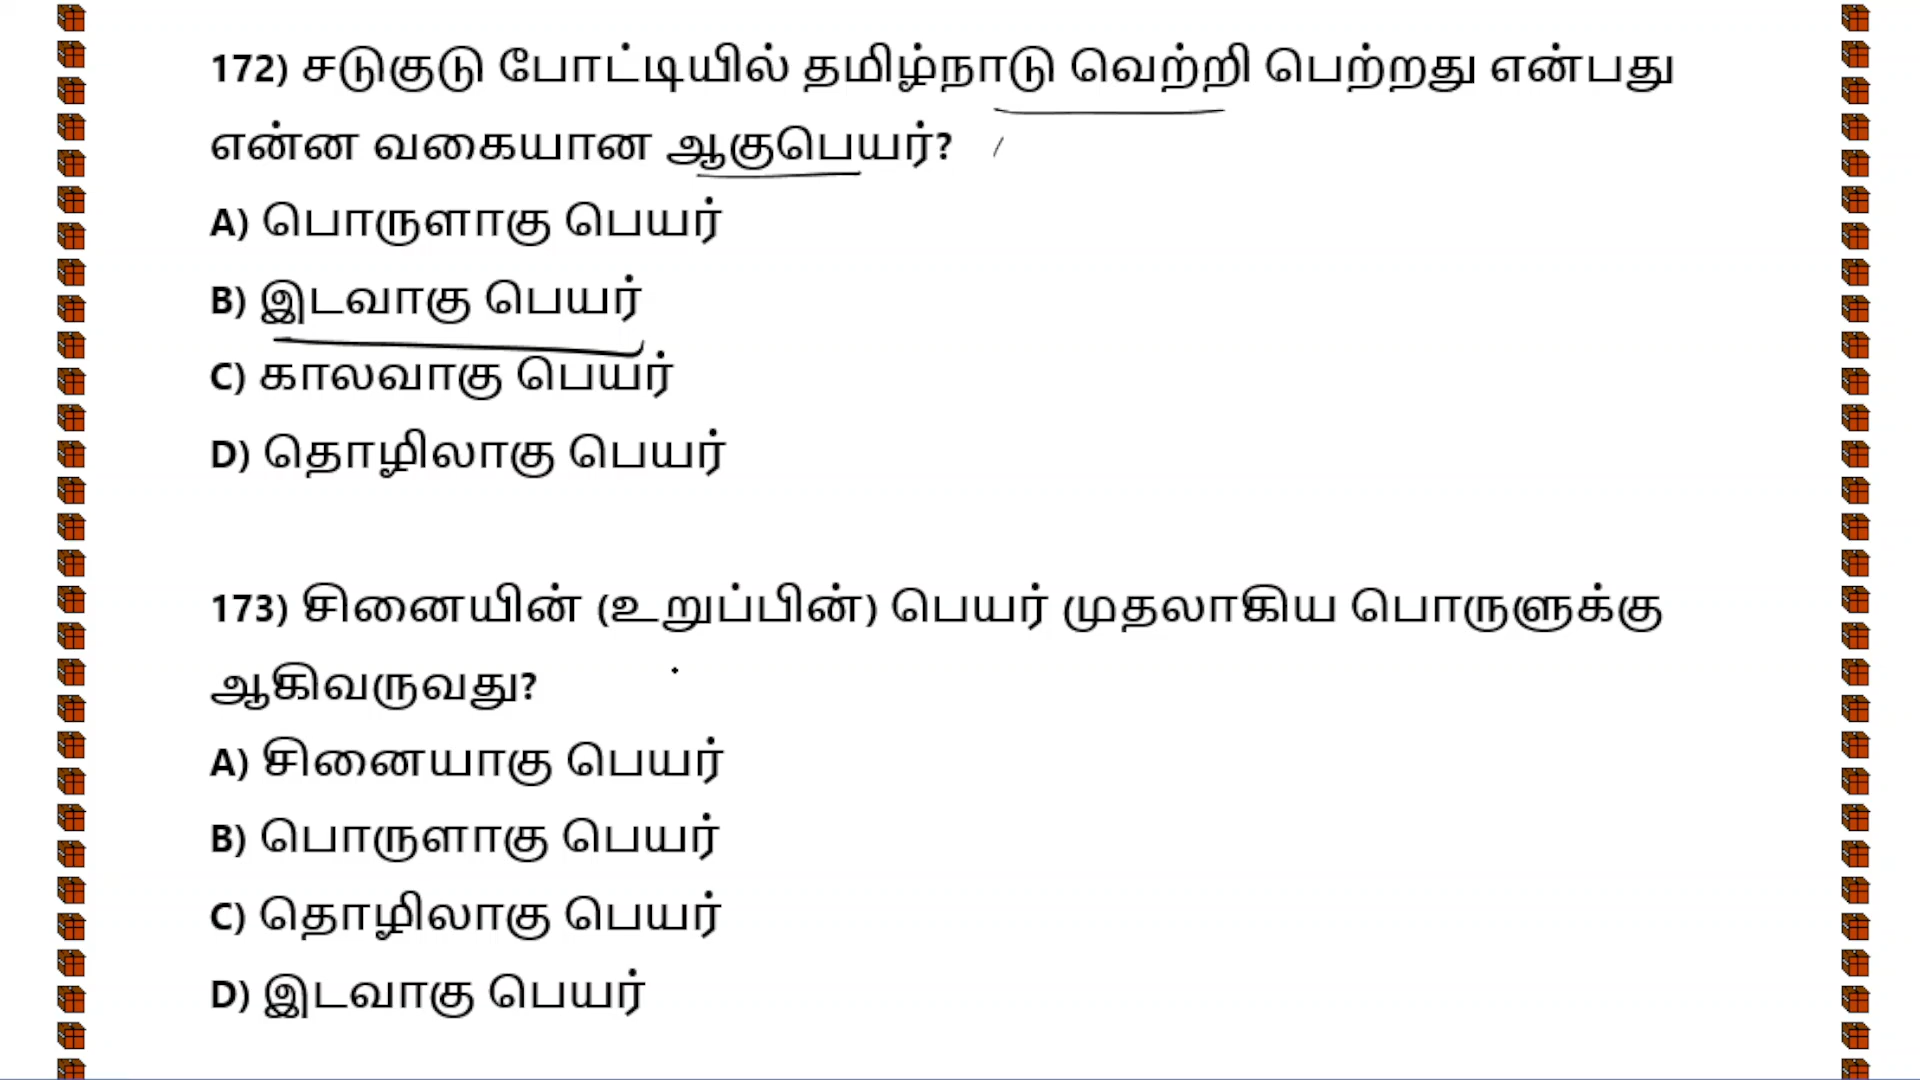 172) சடுகுடு போட்டியில் தமிழ்நாடு வெற்றி பெற்றது என்பது
என்ன வகையான ஆகுபெயர்?
A) பொருளாகு பெயர்
B) இடவாகு பெயர்
C) காலவாகு பெயர்
D) தொழிலாகு பெயர்
173) சினையின் (உறுப்பின்) பெயர் முதலாகிய பொருளுக்கு
ஆகிவருவது?
A) சினையாகு பெயர்
B) பொருளாகு பெயர்
C) தொழிலாகு பெயர்
D) இடவாகு பெயர்